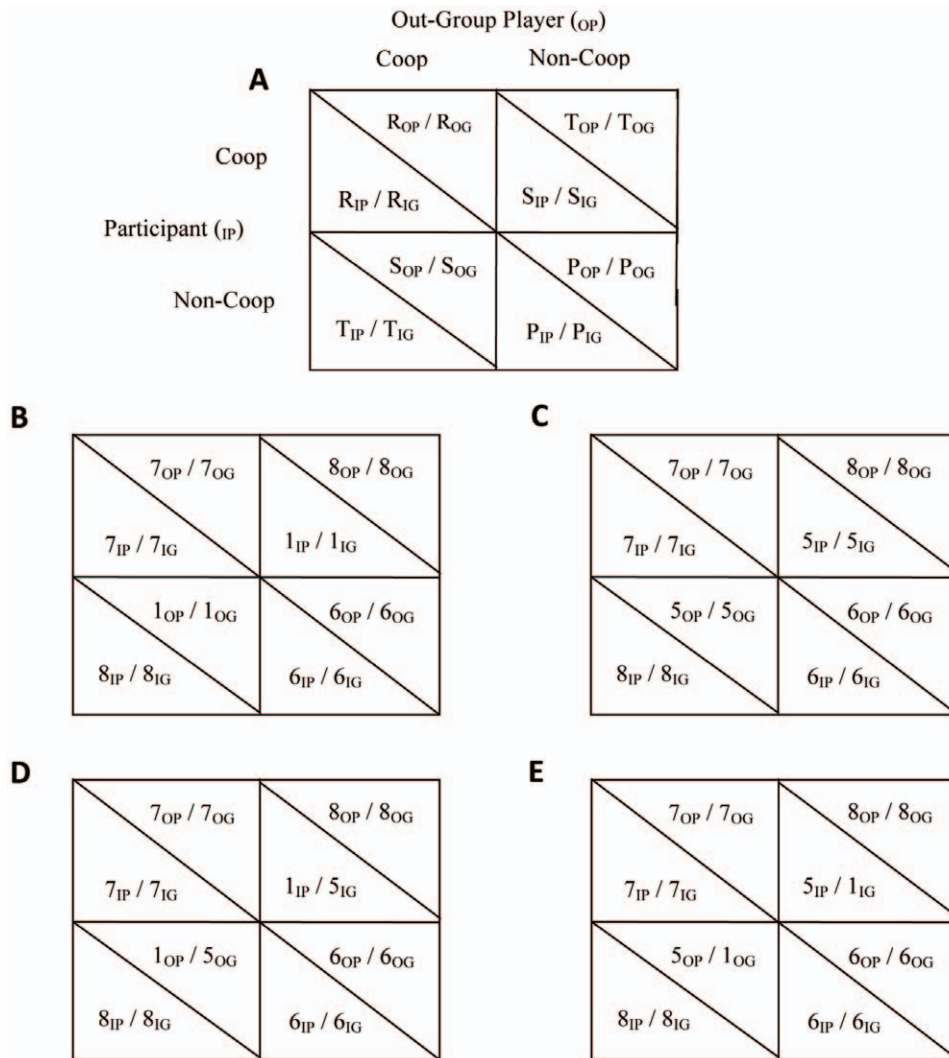 Out-Group Player (OP)
Coop Non-Coop
A
ROP / ROG TOP / TOG
Coop
RIP / RIG SIP / SIG
Participant (IP)
SOP / SOG POP / POG
Non-Coop
TIP / TIG PIP / PIG
B C
7OP / 7OG 8OP / 8OG 7OP / 7OG 8OP / 8OG
7IP / 7IG 1IP / 1IG 7IP / 7IG 5IP / 5IG
1OP / 1OG 6OP / 6OG 5OP / 5OG 6OP / 6OG
8IP / 8IG 6IP / 6IG 8IP / 8IG 6IP / 6IG
D E
7OP / 7OG 8OP / 8OG 7OP / 7OG 8OP / 8OG
7IP / 7IG 1IP / 5IG 7IP / 7IG 5IP / 1IG
1OP / 5OG 6OP / 6OG 5OP / 1OG 6OP / 6OG
8IP / 8IG 6IP / 6IG 8IP / 8IG 6IP / 6IG